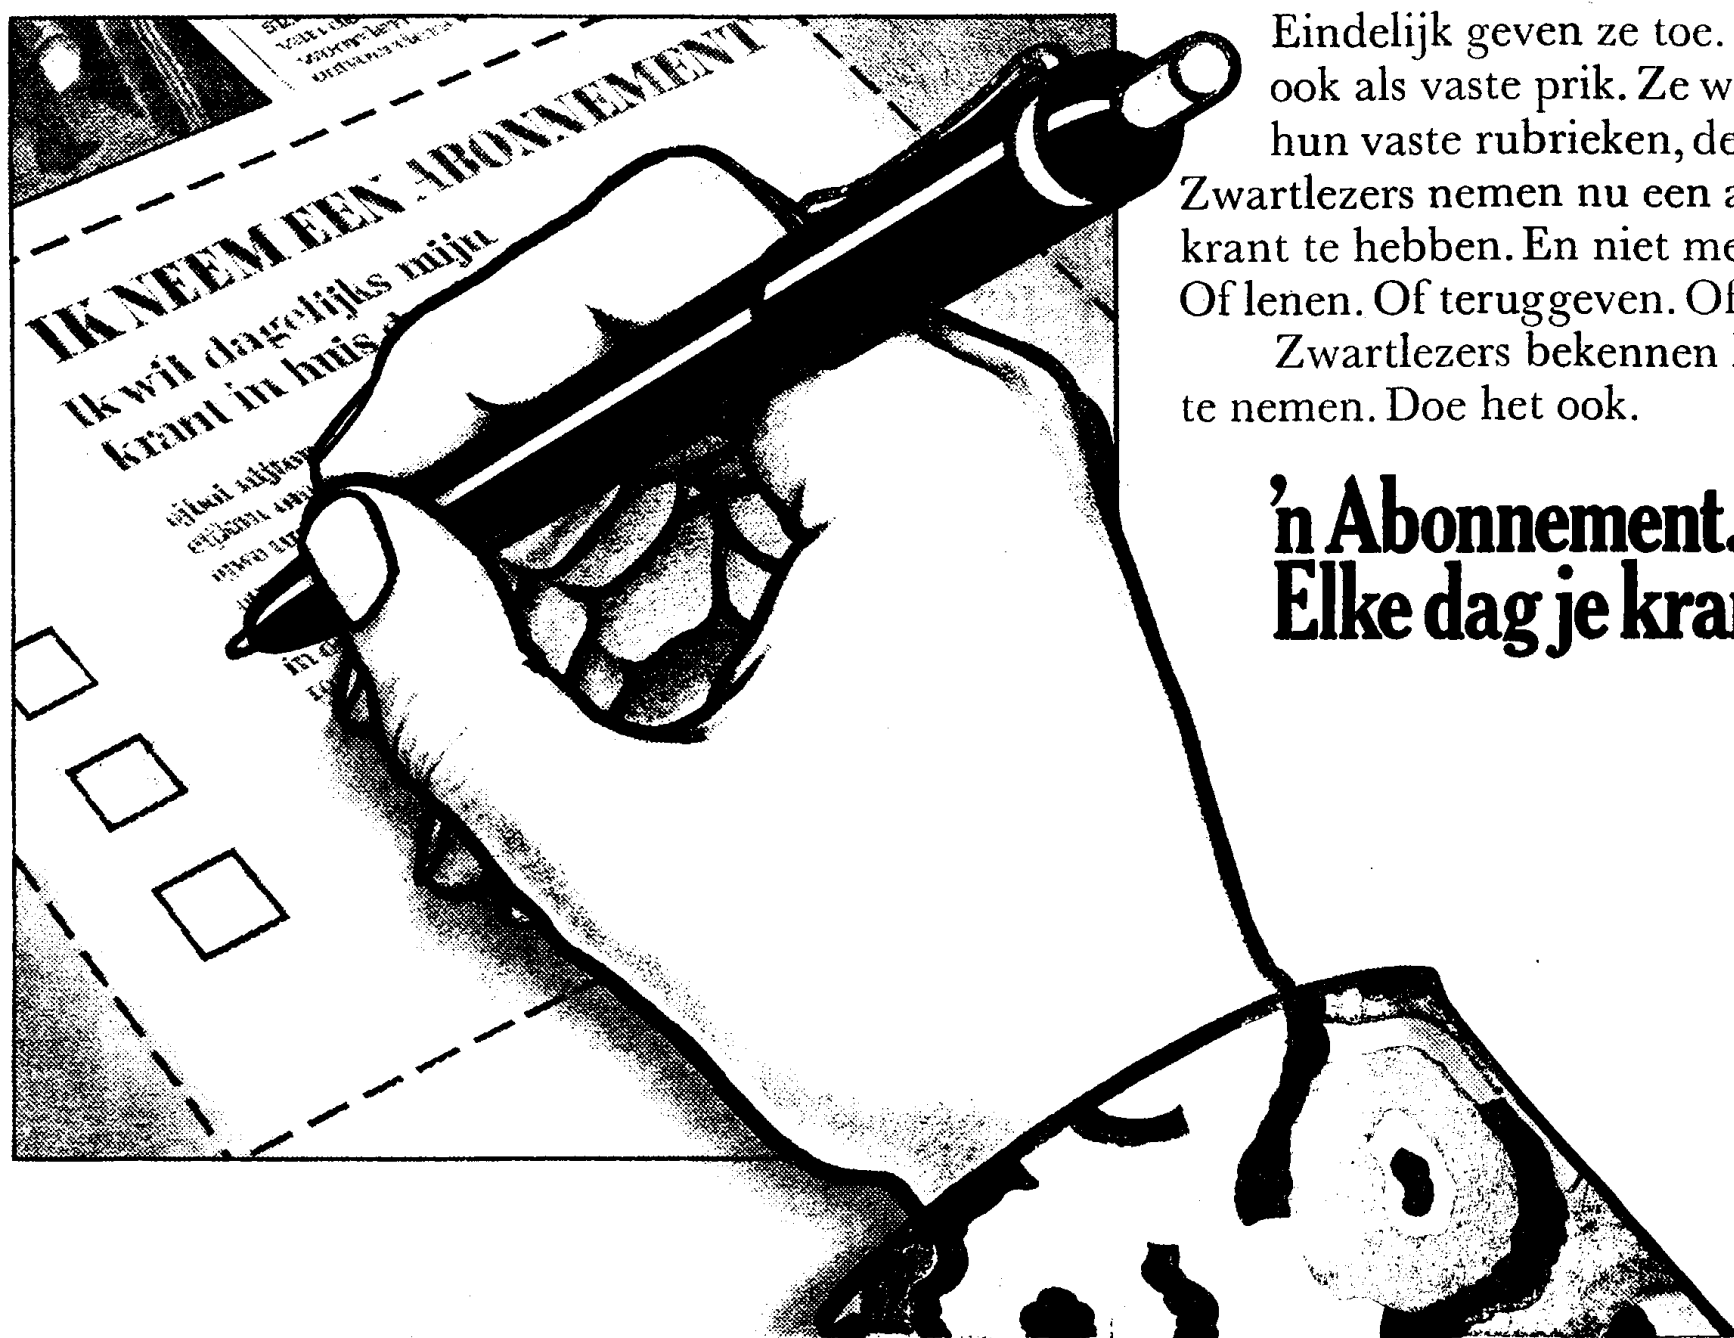 IK NEEM EEN ABONNEMENT
Ik wil dagelijks mijn
krant in huis
Eindelijk geven ze toe.
ook als vaste prik. Ze w
hun vaste rubrieken, de
Zwartlezers nemen nu een a
krant te hebben. En niet me
Of lenen. Of teruggeven. Of
Zwartlezers bekennen
te nemen. Doe het ook.
'n Abonnement.
Elke dag je kra